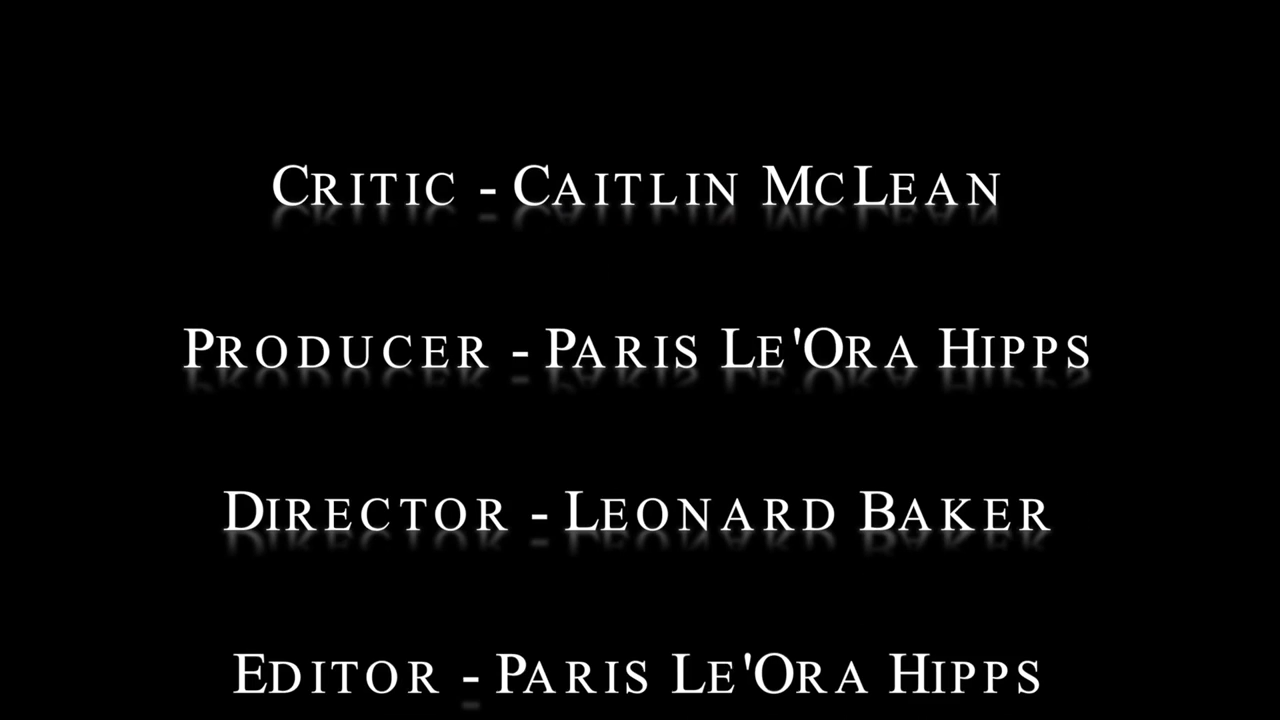 Critic - Caitlin McLean
Producer - Paris Le'Ora Hipps
Director - Leonard Baker
Editor - Paris Le'Ora Hipps